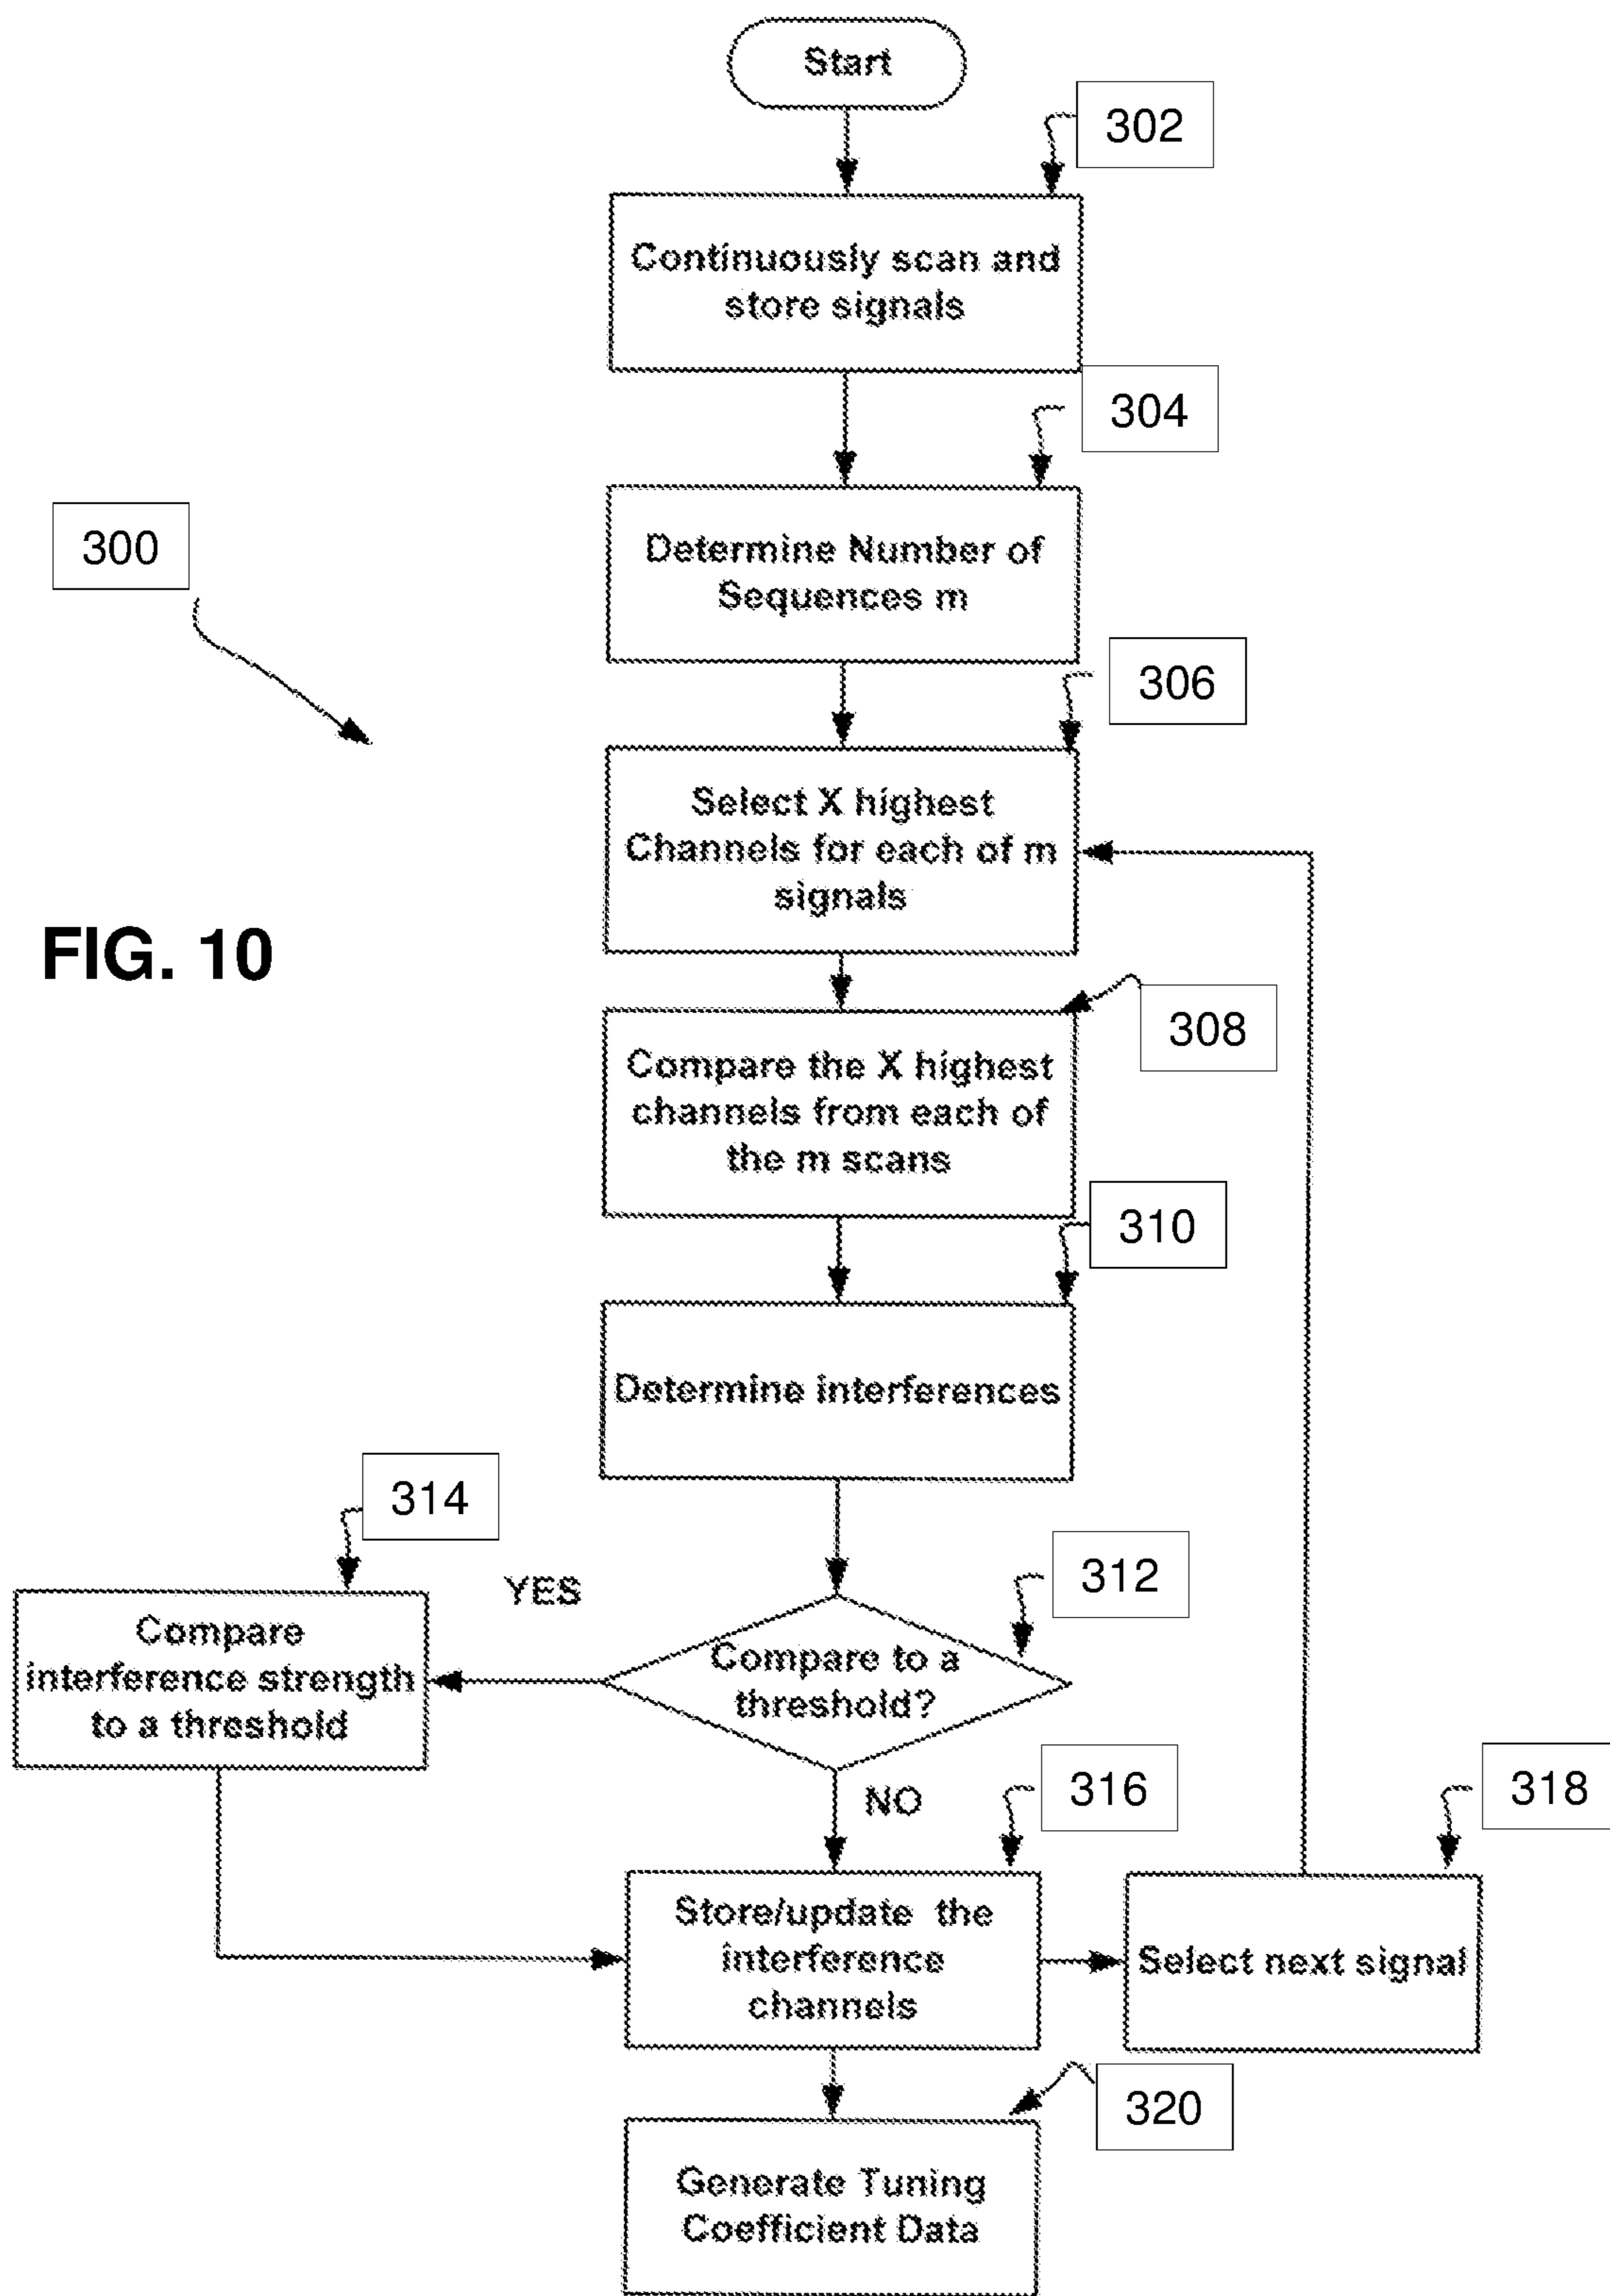 Start
302
Continuously scan and
store signals
304
300
Determine Number of
Sequences m
306
Select X highest
Channels for each of m
signals
FIG. 10
308
Compare the X highest
channels from each of
the m scans
310
Determine interferences
314
312
YES
Compare
interference strength
to a threshold
Compare to a
threshold?
NO
316
318
Store/update the
interference
channels
Select next signal
320
Generate Tuning
Coefficient Data